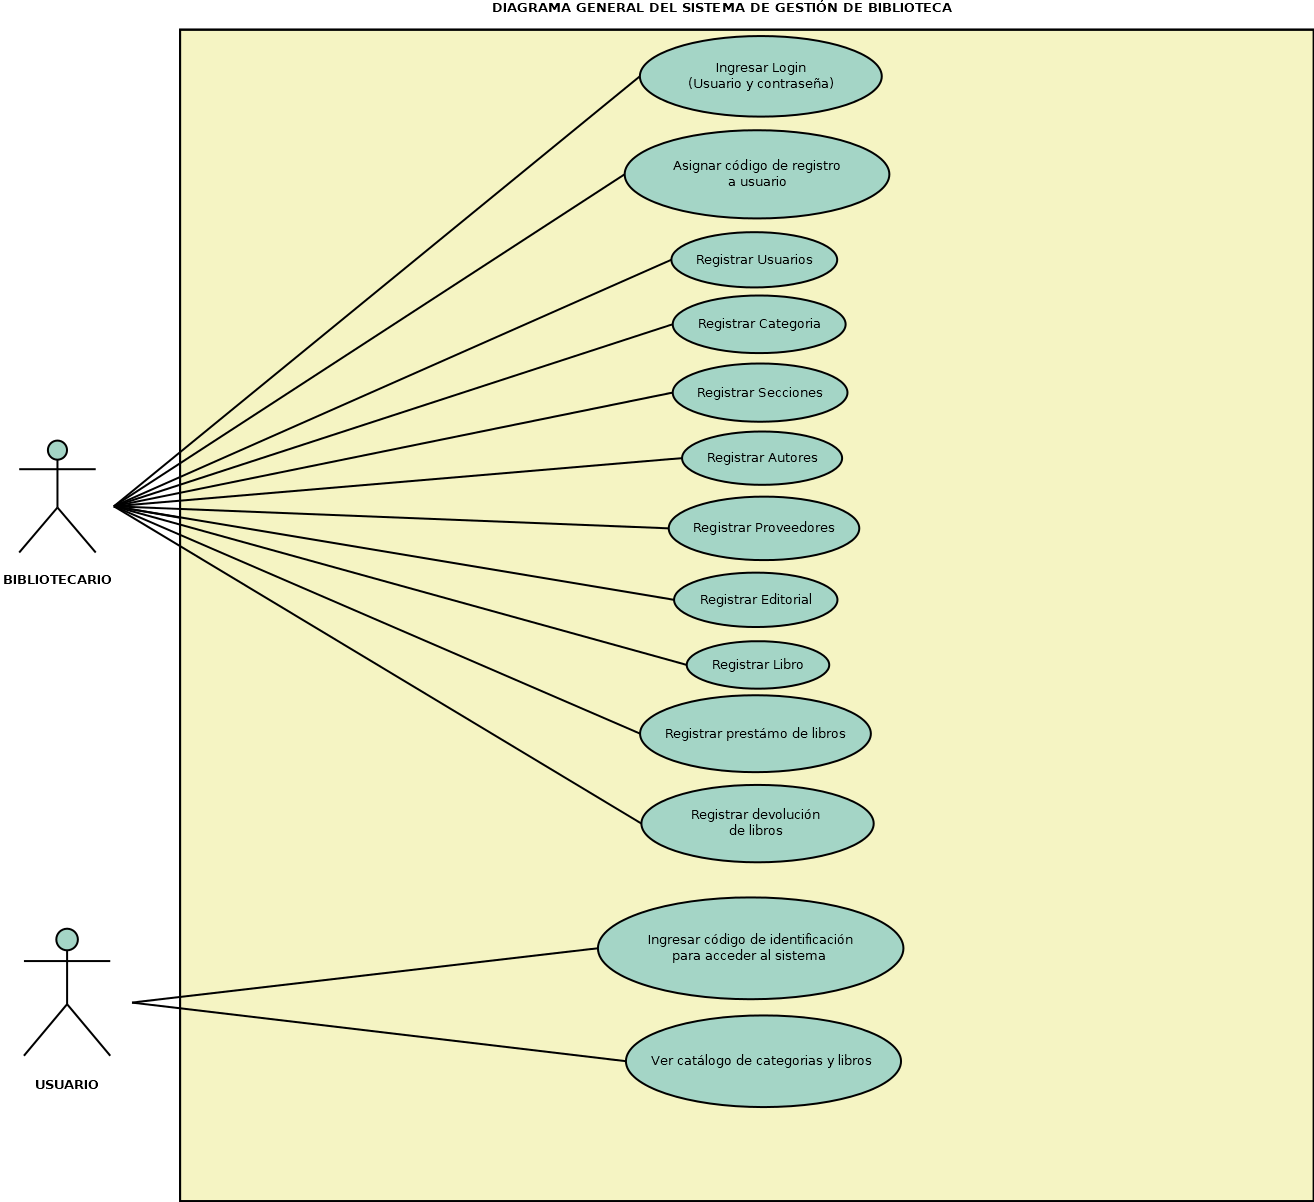 DIAGRAMA GENERAL DEL SISTEMA DE GESTIÓN DE BIBLIOTECA
Ingresar Login
(Usuario y contraseña)
Asignar código de registro
a usuario
Registrar Usuarios
Registrar Categoria
Registrar Secciones
Registrar Autores
Registrar Proveedores
BIBLIOTECARIO
Registrar Editorial
Registrar Libro
Registrar prestámo de libros
Registrar devolución
de libros
Ingresar código de identificación
para acceder al sistema
Ver catálogo de categorias y libros
USUARIO